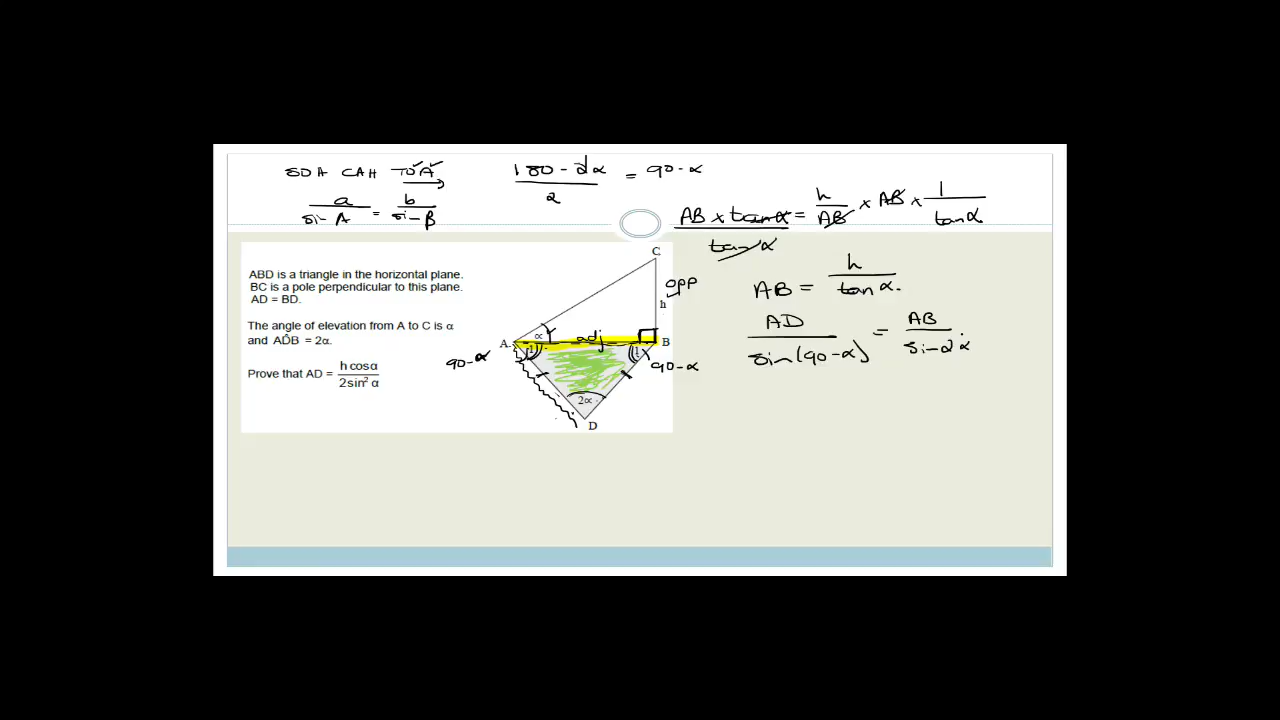 SOA CAH TOA
a / sin A = b / sin B
180 - 2α / 2 = 90 - α
AB × tan α / tan α = h / AB × AB × 1 / tan α
AB = h / tan α.
AD / sin(90 - α) = AB / sin 2α
ABD is a triangle in the horizontal plane.
BC is a pole perpendicular to this plane.
AD = BD.
The angle of elevation from A to C is α
and AD̂B = 2α.
Prove that AD = h cosα / 2sin² α
C
opp
h
α
adj
A
B
1
1
90-α
90-α
2α
D